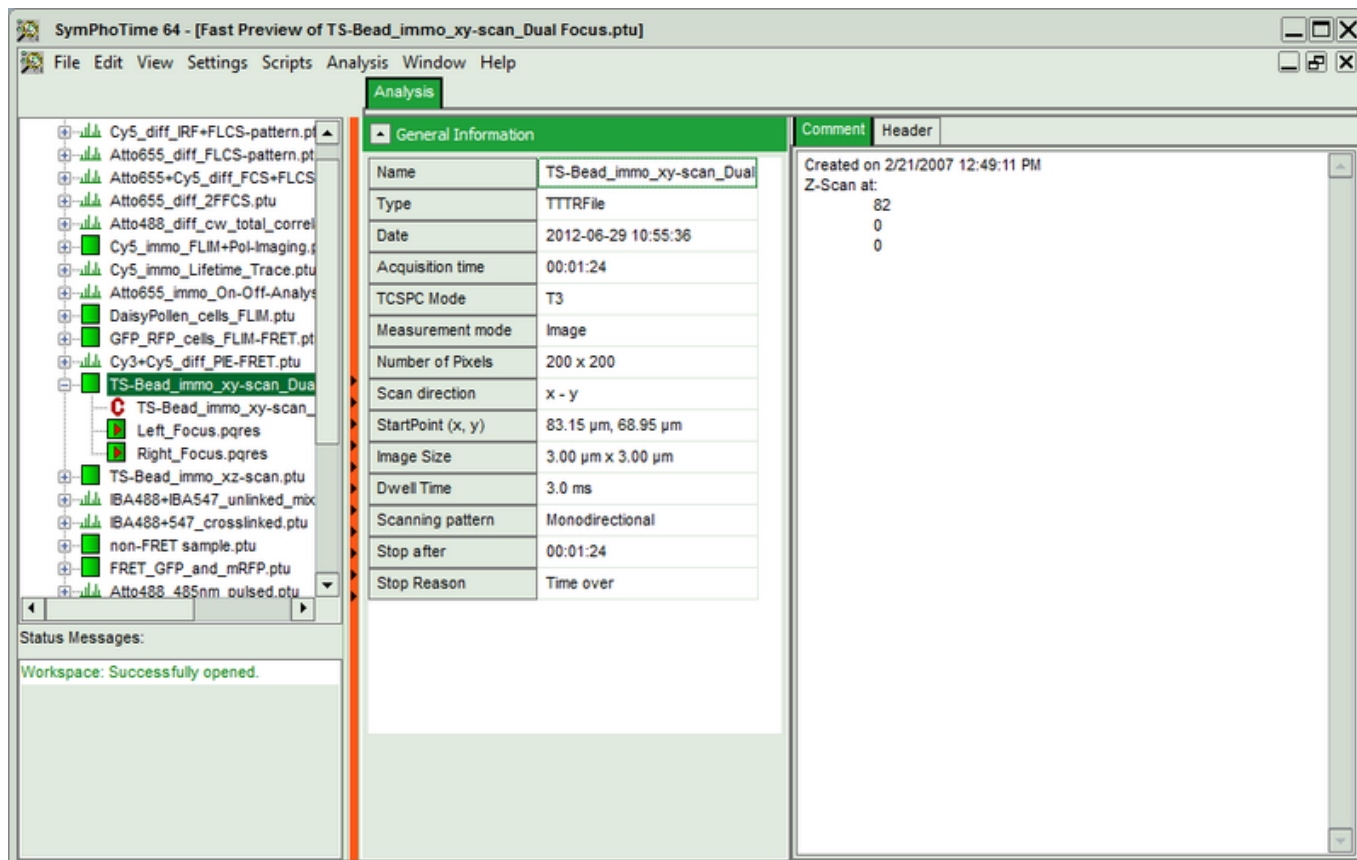 SymPhoTime 64 - [Fast Preview of TS-Bead_immo_xy-scan_Dual Focus.ptu]
File Edit View Settings Scripts Analysis Window Help
Analysis
Cy5_diff_IRF+FLCS-pattern.pt
Atto655_diff_FLCS-pattern.pt
Atto655+Cy5_diff_FCS+FLCS
Atto655_diff_2FFCS.ptu
Atto488_diff_cw_total_correl
Cy5_immo_FLIM+Pol-Imaging.p
Cy5_immo_Lifetime_Trace.ptu
Atto655_immo_On-Off-Analys
DaisyPollen_cells_FLIM.ptu
GFP_RFP_cells_FLIM-FRET.pt
Cy3+Cy5_diff_PIE-FRET.ptu
TS-Bead_immo_xy-scan_Dua
TS-Bead_immo_xy-scan_
Left_Focus.pqres
Right_Focus.pqres
TS-Bead_immo_xz-scan.ptu
IBA488+IBA547_unlinked_mix
IBA488+547_crosslinked.ptu
non-FRET sample.ptu
FRET_GFP_and_mRFP.ptu
Atto488_485nm_pulsed.ptu
Status Messages:
Workspace: Successfully opened.
General Information
Name TS-Bead_immo_xy-scan_Dual
Type TTTRFile
Date 2012-06-29 10:55:36
Acquisition time 00:01:24
TCSPC Mode T3
Measurement mode Image
Number of Pixels 200 x 200
Scan direction x - y
StartPoint (x, y) 83.15 µm, 68.95 µm
Image Size 3.00 µm x 3.00 µm
Dwell Time 3.0 ms
Scanning pattern Monodirectional
Stop after 00:01:24
Stop Reason Time over
Comment Header
Created on 2/21/2007 12:49:11 PM
Z-Scan at:
82
0
0